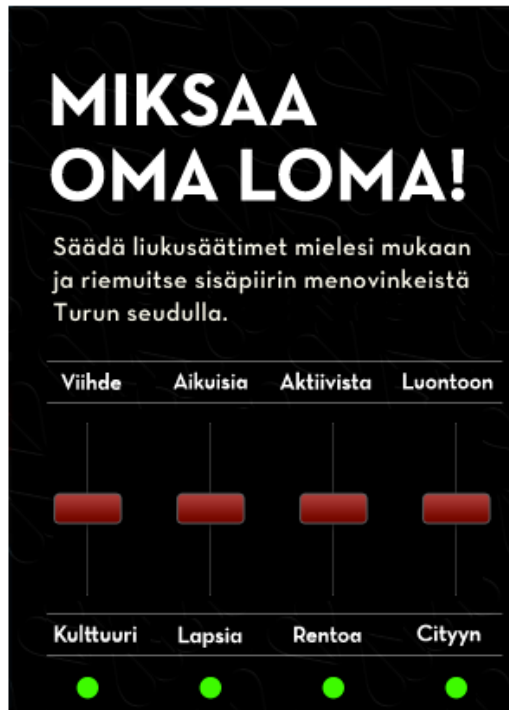 MIKSAA
OMA LOMA!
Säädä liukusäätimet mielesi mukaan
ja riemuitse sisäpiirin menovinkeistä
Turun seudulla.
Viihde Aikuisia Aktiivista Luontoon
Kulttuuri Lapsia Rentoa Cityyn